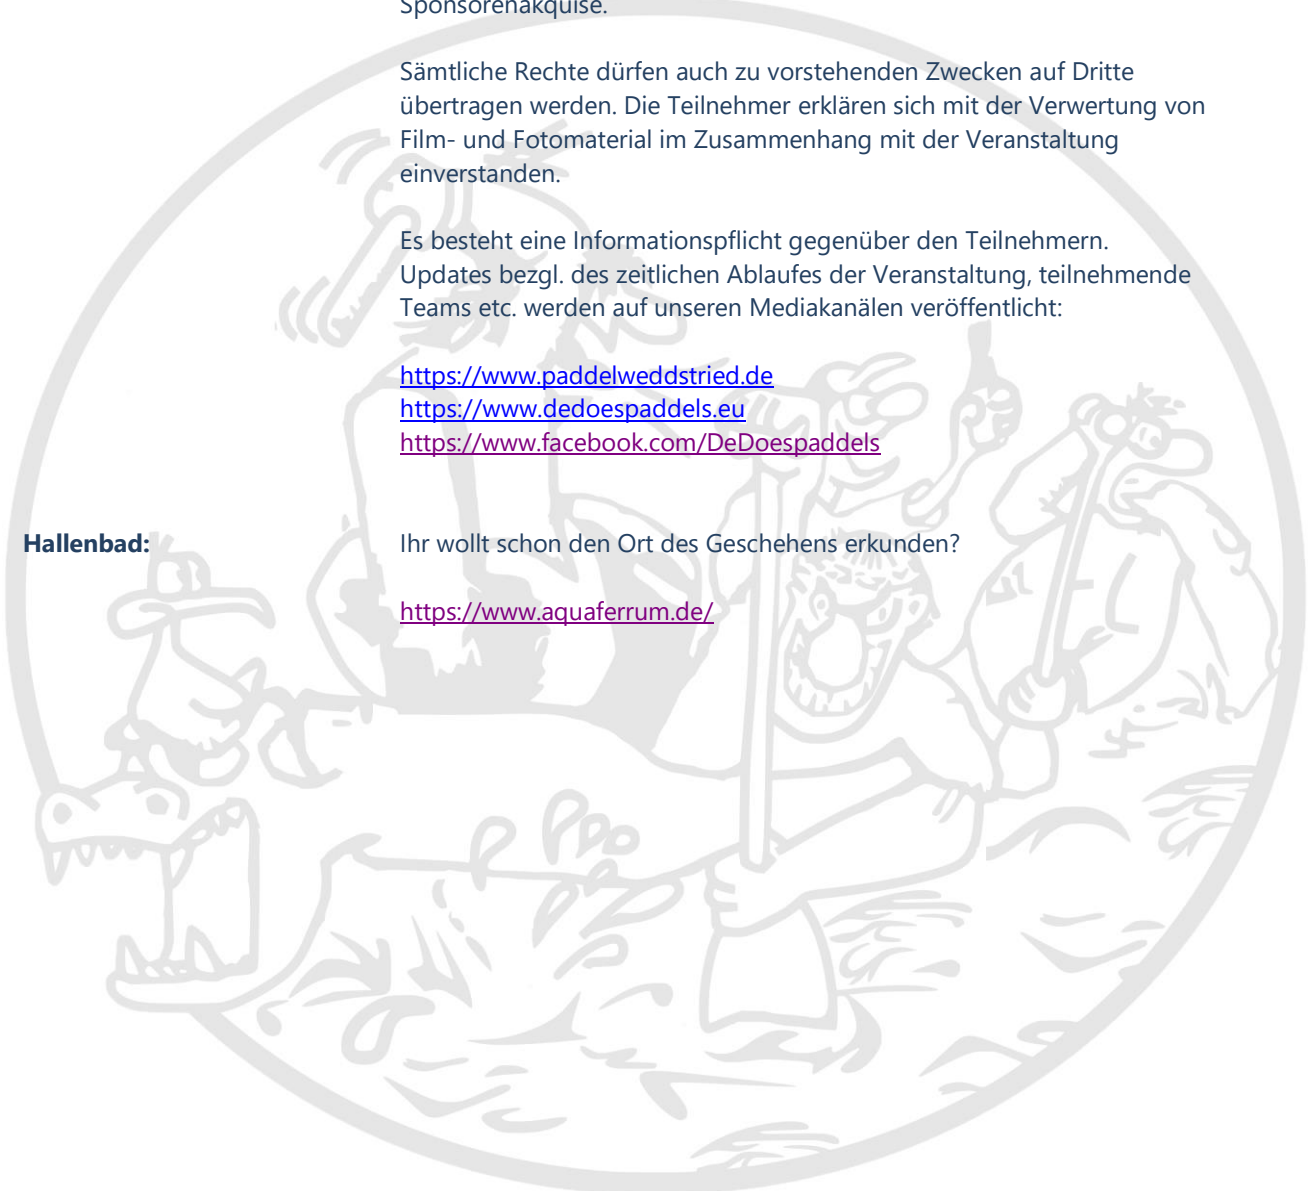 Sponsorenakquise.
Sämtliche Rechte dürfen auch zu vorstehenden Zwecken auf Dritte
übertragen werden. Die Teilnehmer erklären sich mit der Verwertung von
Film- und Fotomaterial im Zusammenhang mit der Veranstaltung
einverstanden.
Es besteht eine Informationspflicht gegenüber den Teilnehmern.
Updates bezgl. des zeitlichen Ablaufes der Veranstaltung, teilnehmende
Teams etc. werden auf unseren Mediakanälen veröffentlicht:
https://www.paddelweddstried.de
https://www.dedoespaddels.eu
https://www.facebook.com/DeDoespaddels
Hallenbad: Ihr wollt schon den Ort des Geschehens erkunden?
https://www.aquaferrum.de/